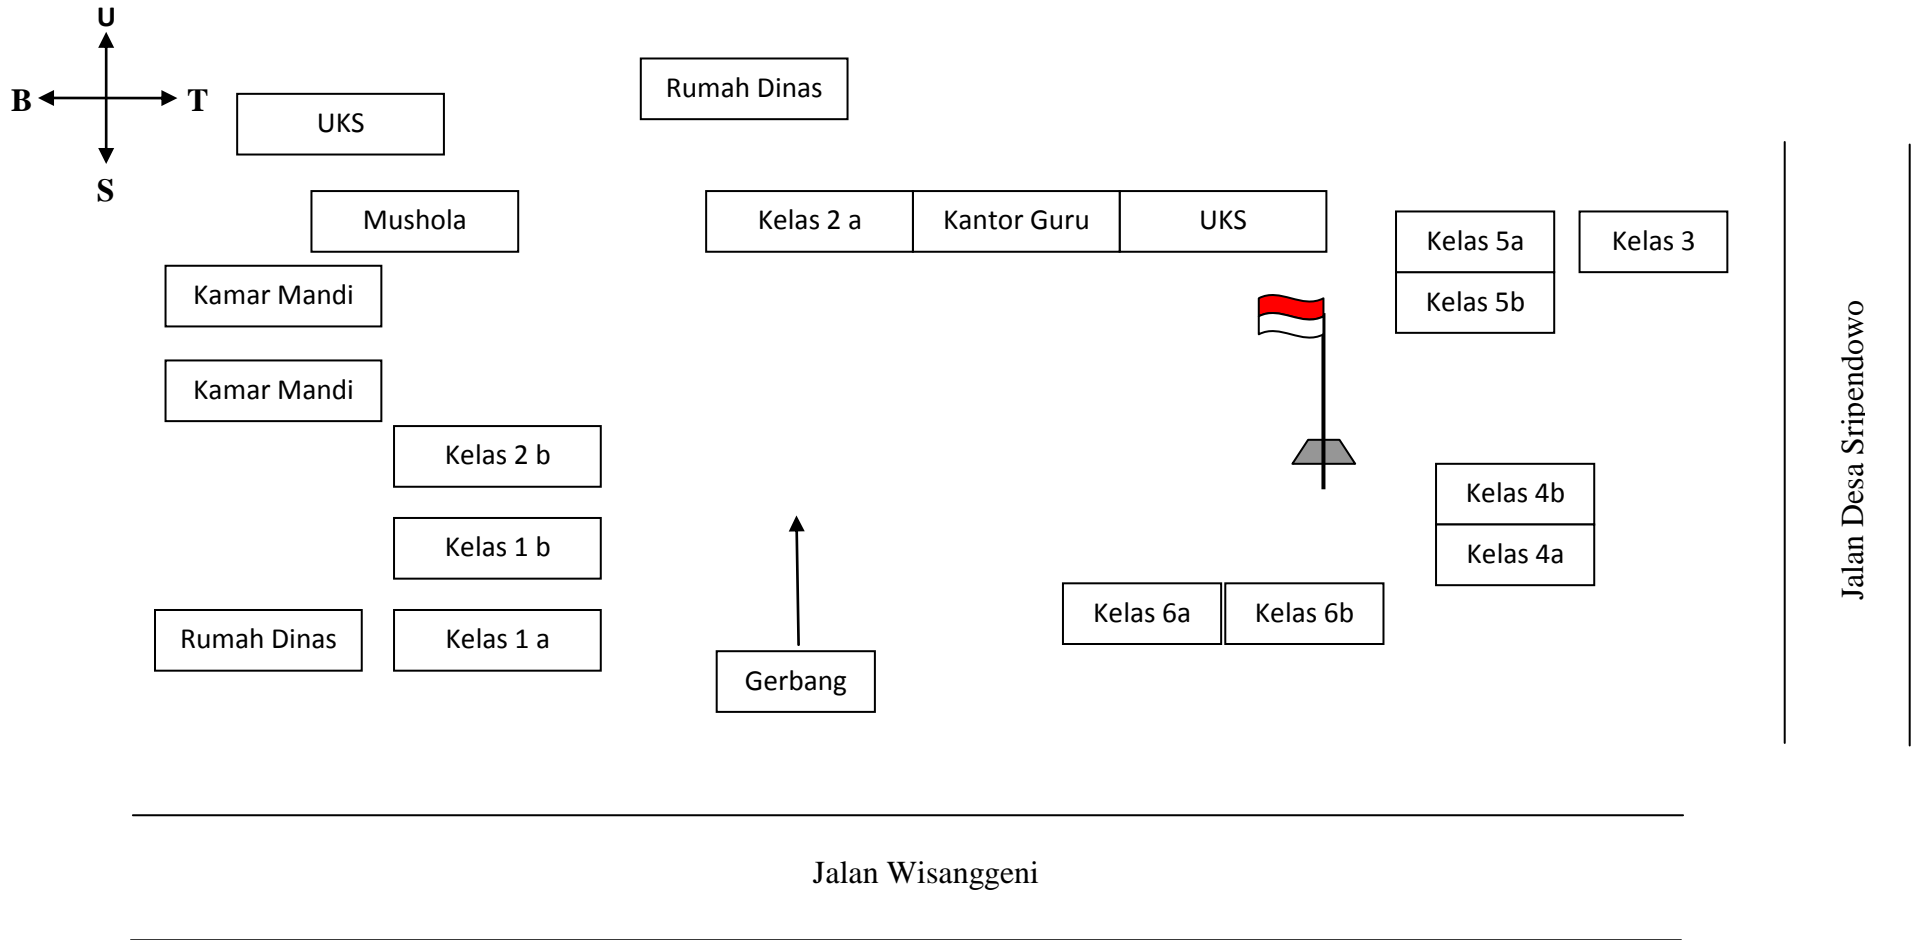 U
B
T
S
Rumah Dinas
UKS
Mushola
Kelas 2 a
Kantor Guru
UKS
Kelas 5a
Kelas 3
Kamar Mandi
Kelas 5b
Kamar Mandi
Kelas 2 b
Kelas 4b
Kelas 1 b
Kelas 4a
Kelas 6a
Kelas 6b
Rumah Dinas
Kelas 1 a
Gerbang
Jalan Desa Sripendowo
Jalan Wisanggeni